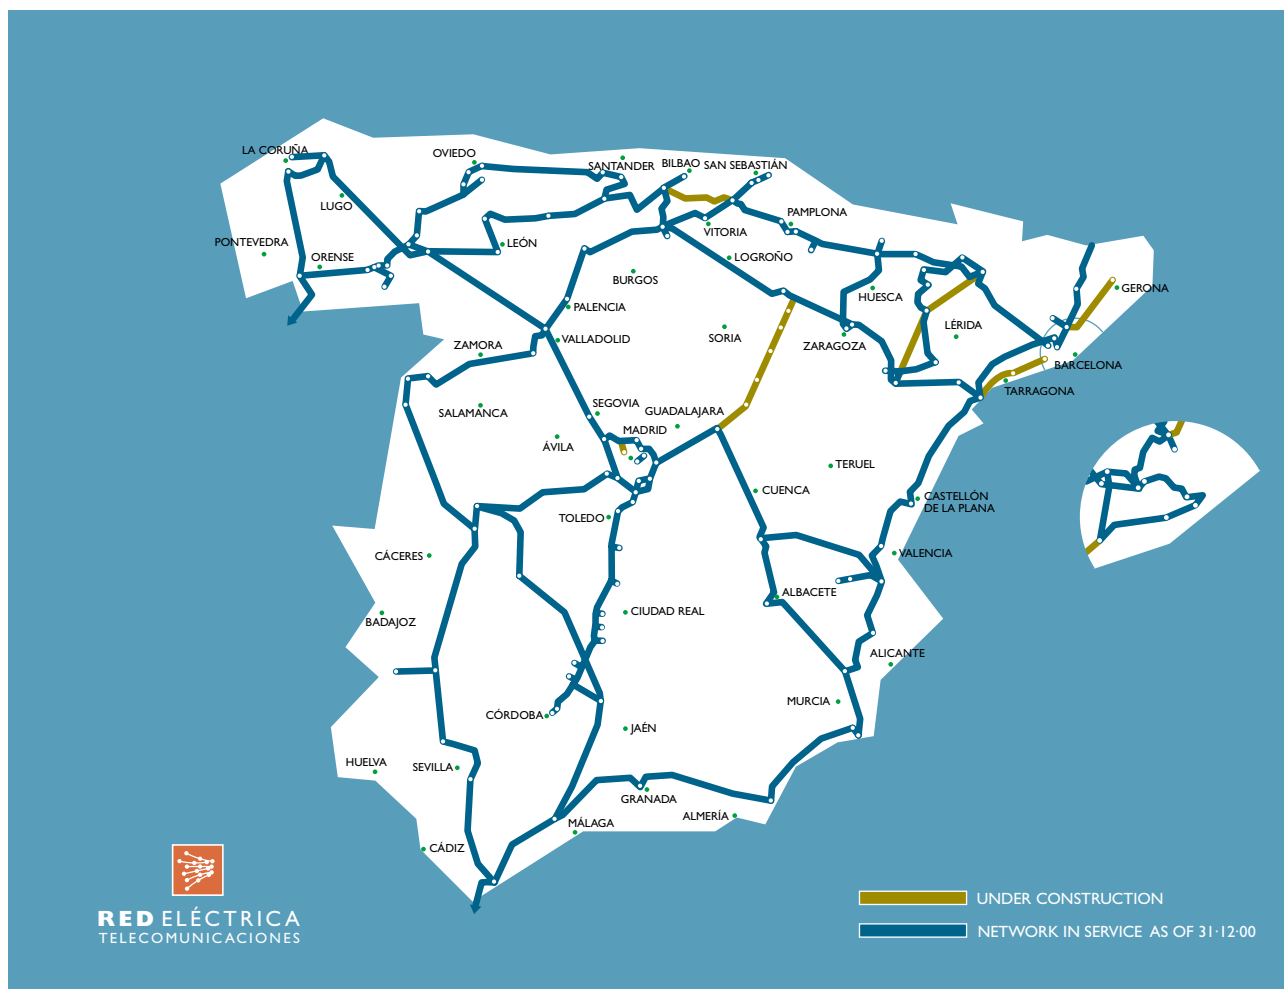 LA CORUÑA
OVIEDO
SANTANDER
BILBAO
SAN SEBASTIÁN
LUGO
PAMPLONA
PONTEVEDRA
ORENSE
LEÓN
VITORIA
LOGROÑO
BURGOS
HUESCA
GERONA
PALENCIA
LÉRIDA
ZAMORA
VALLADOLID
SORIA
ZARAGOZA
BARCELONA
TARRAGONA
SALAMANCA
SEGOVIA
GUADALAJARA
MADRID
ÁVILA
TERUEL
CUENCA
CASTELLÓN
DE LA PLANA
TOLEDO
CÁCERES
VALENCIA
ALBACETE
BADAJOZ
CIUDAD REAL
ALICANTE
MURCIA
CÓRDOBA
JAÉN
HUELVA
SEVILLA
GRANADA
ALMERÍA
MÁLAGA
CÁDIZ
RED ELÉCTRICA
TELECOMUNICACIONES
UNDER CONSTRUCTION
NETWORK IN SERVICE AS OF 31·12·00